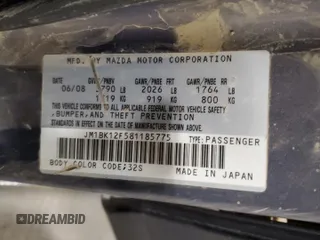 MFD. BY MAZDA MOTOR CORPORATION
06/08 GVWR/PNBV GAWR/PNBE FRT GAWR/PNBE RR
3790 LB 2026 LB 1764 LB
1719 KG 919 KG 800 KG
THIS VEHICLE CONFORMS TO ALL APPLICABLE
FEDERAL MOTOR VEHICLE SAFETY,
BUMPER, AND THEFT PREVENTION
STANDARDS IN EFFECT ON THE DATE OF
MANUFACTURE SHOWN ABOVE.
JM1BK12F581185775 TYPE:PASSENGER
BODY COLOR CODE:32S
MADE IN JAPAN